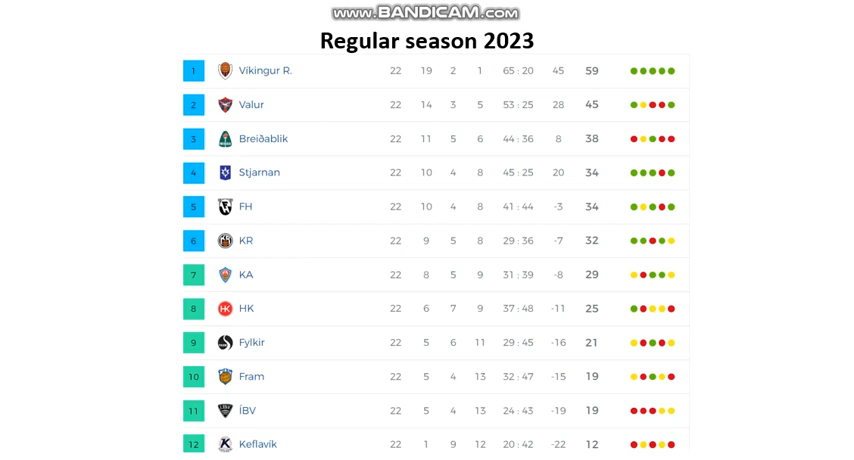 www.BANDICAM.com
Regular season 2023
1 Víkingur R. 22 19 2 1 65 : 20 45 59
2 Valur 22 14 3 5 53 : 25 28 45
3 Breiðablik 22 11 5 6 44 : 36 8 38
4 Stjarnan 22 10 4 8 45 : 25 20 34
5 FH 22 10 4 8 41 : 44 -3 34
6 KR 22 9 5 8 29 : 36 -7 32
7 KA 22 8 5 9 31 : 39 -8 29
8 HK HK 22 6 7 9 37 : 48 -11 25
9 Fylkir 22 5 6 11 29 : 45 -16 21
10 Fram 22 5 4 13 32 : 47 -15 19
11 ÍBV 22 5 4 13 24 : 43 -19 19
12 Keflavík 22 1 9 12 20 : 42 -22 12